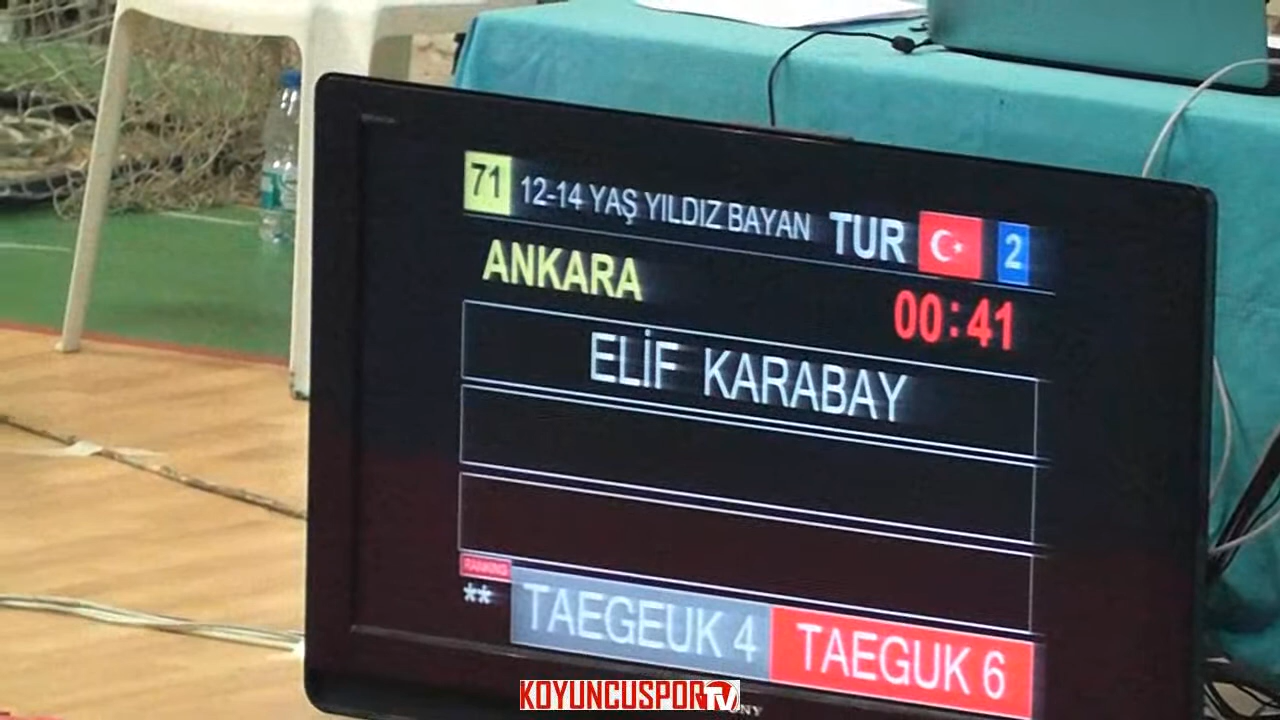 71 12-14 YAŞ YILDIZ BAYAN TUR 2
ANKARA
00:41
ELİF KARABAY
RANKING
** TAEGEUK 4 TAEGUK 6
KOYUNCUSPOR TV